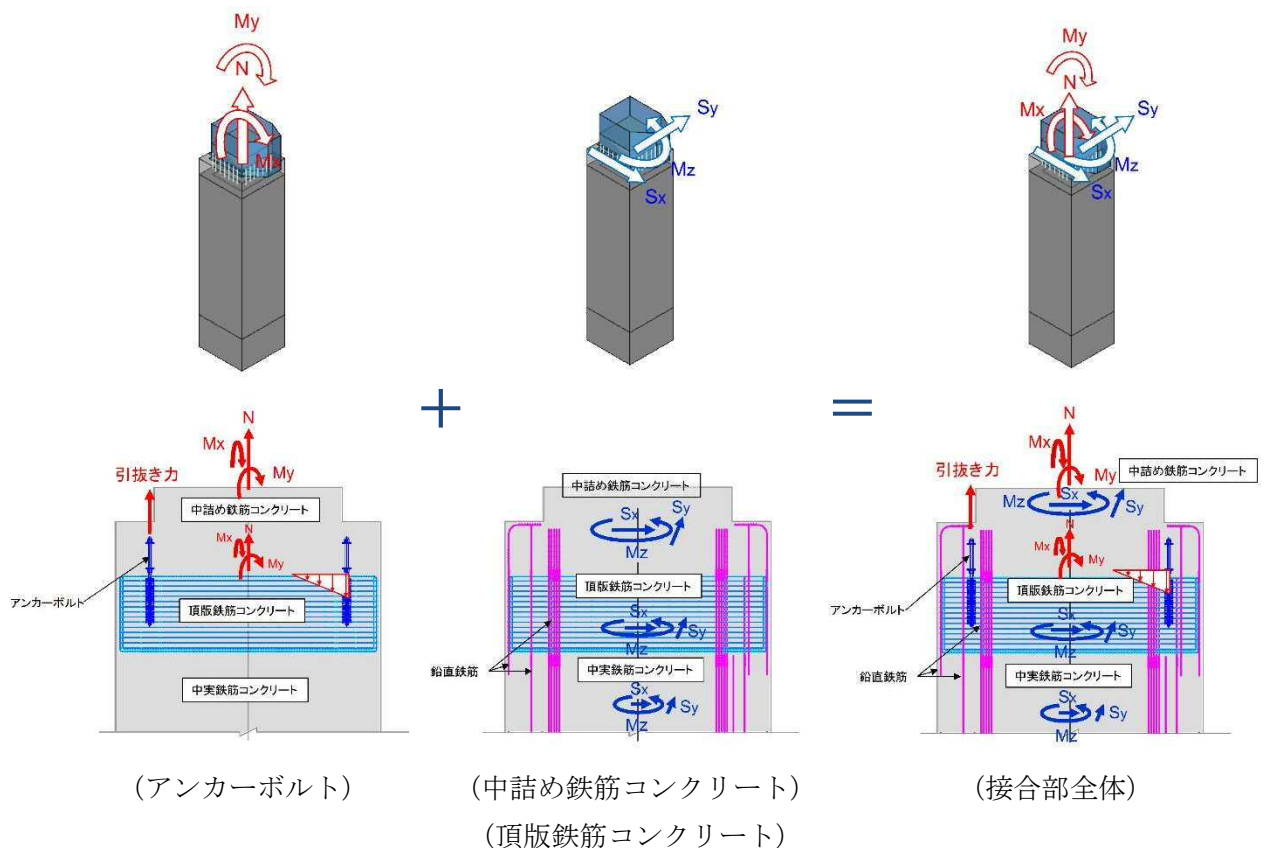 My
N
Mx
Sy
Mz
Sx
My
N
Mx
Sy
Mz
Sx
+
=
N
Mx
My
引抜き力
中詰め鉄筋コンクリート
N
Mx
My
アンカーボルト
頂版鉄筋コンクリート
中実鉄筋コンクリート
中詰め鉄筋コンクリート
Sx
Sy
Mz
頂版鉄筋コンクリート
Sx
Sy
Mz
鉛直鉄筋
中実鉄筋コンクリート
Sx
Sy
Mz
N
Mx
My
中詰め鉄筋コンクリート
引抜き力
Mz
Sx
Sy
N
Mx
My
アンカーボルト
頂版鉄筋コンクリート
Sx
Sy
Mz
鉛直鉄筋
中実鉄筋コンクリート
Sx
Sy
Mz
(アンカーボルト)
(中詰め鉄筋コンクリート)
(頂版鉄筋コンクリート)
(接合部全体)